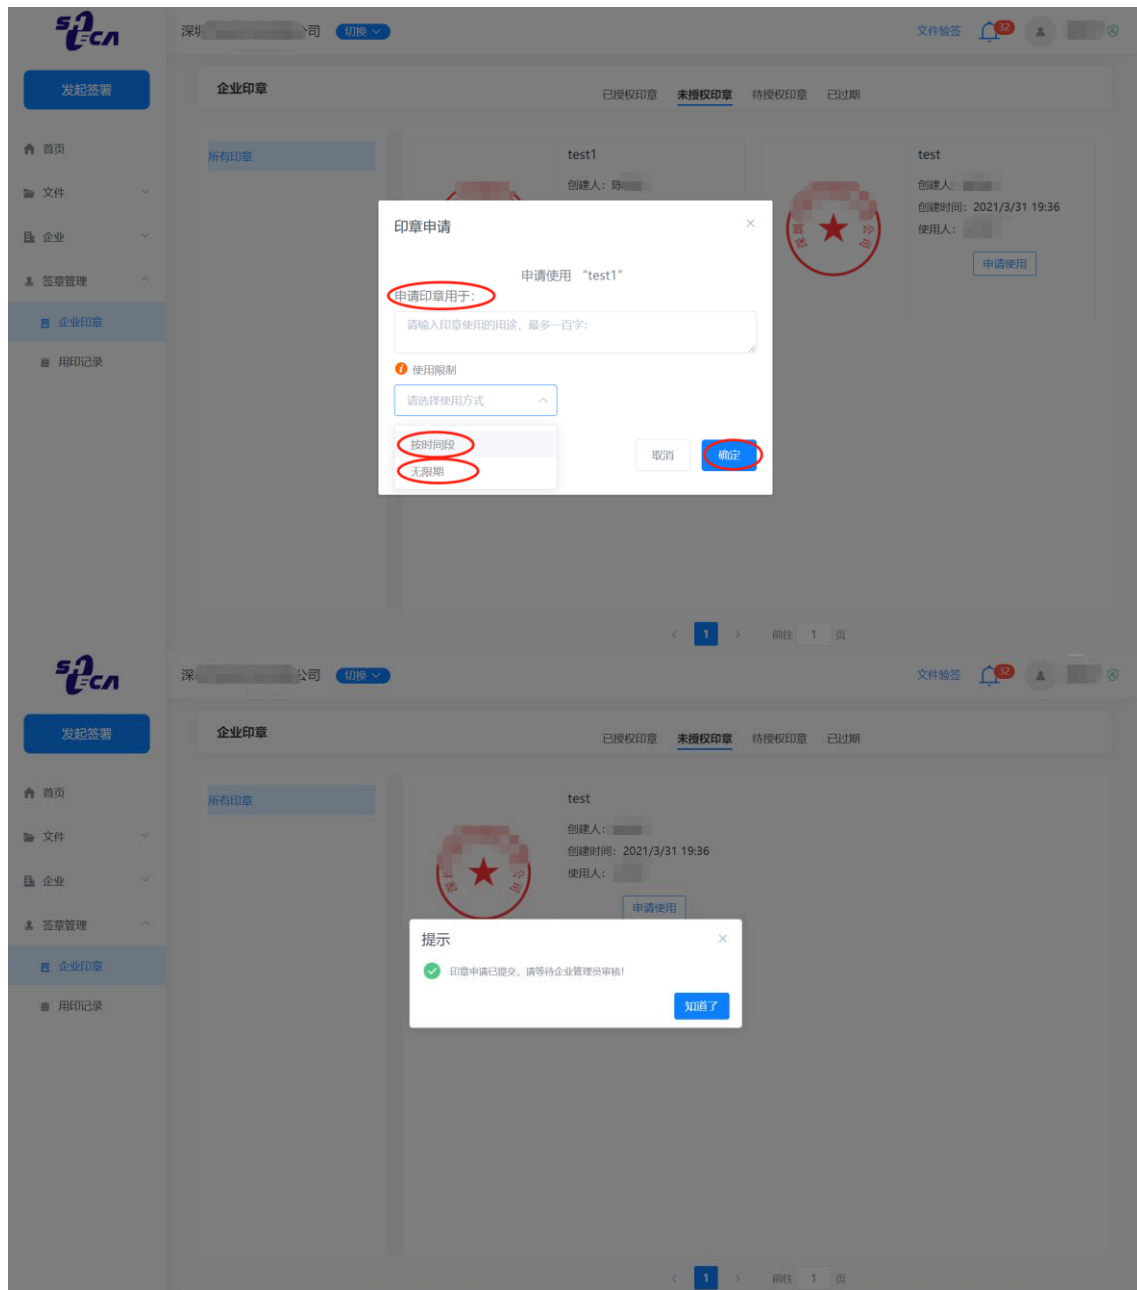 SZCA
深圳
公司
切换
文件验签
32
发起签署
企业印章
已授权印章
未授权印章
待授权印章
已过期
首页
所有印章
test1
test
文件
创建人：陈
创建人
创建时间：2021/3/31 19:36
企业
使用人：
印章申请
签章管理
申请使用 “test1”
申请使用
申请印章用于：
企业印章
请输入印章使用的用途，最多一百字：
用印记录
使用限制
请选择使用方式
按时间段
无限期
取消
确定
1
前往 1 页
SZCA
深
公司
切换
文件验签
32
发起签署
企业印章
已授权印章
未授权印章
待授权印章
已过期
首页
所有印章
test
文件
创建人：
创建时间：2021/3/31 19:36
企业
使用人：
签章管理
申请使用
提示
企业印章
印章申请已提交，请等待企业管理员审核！
用印记录
知道了
1
前往 1 页